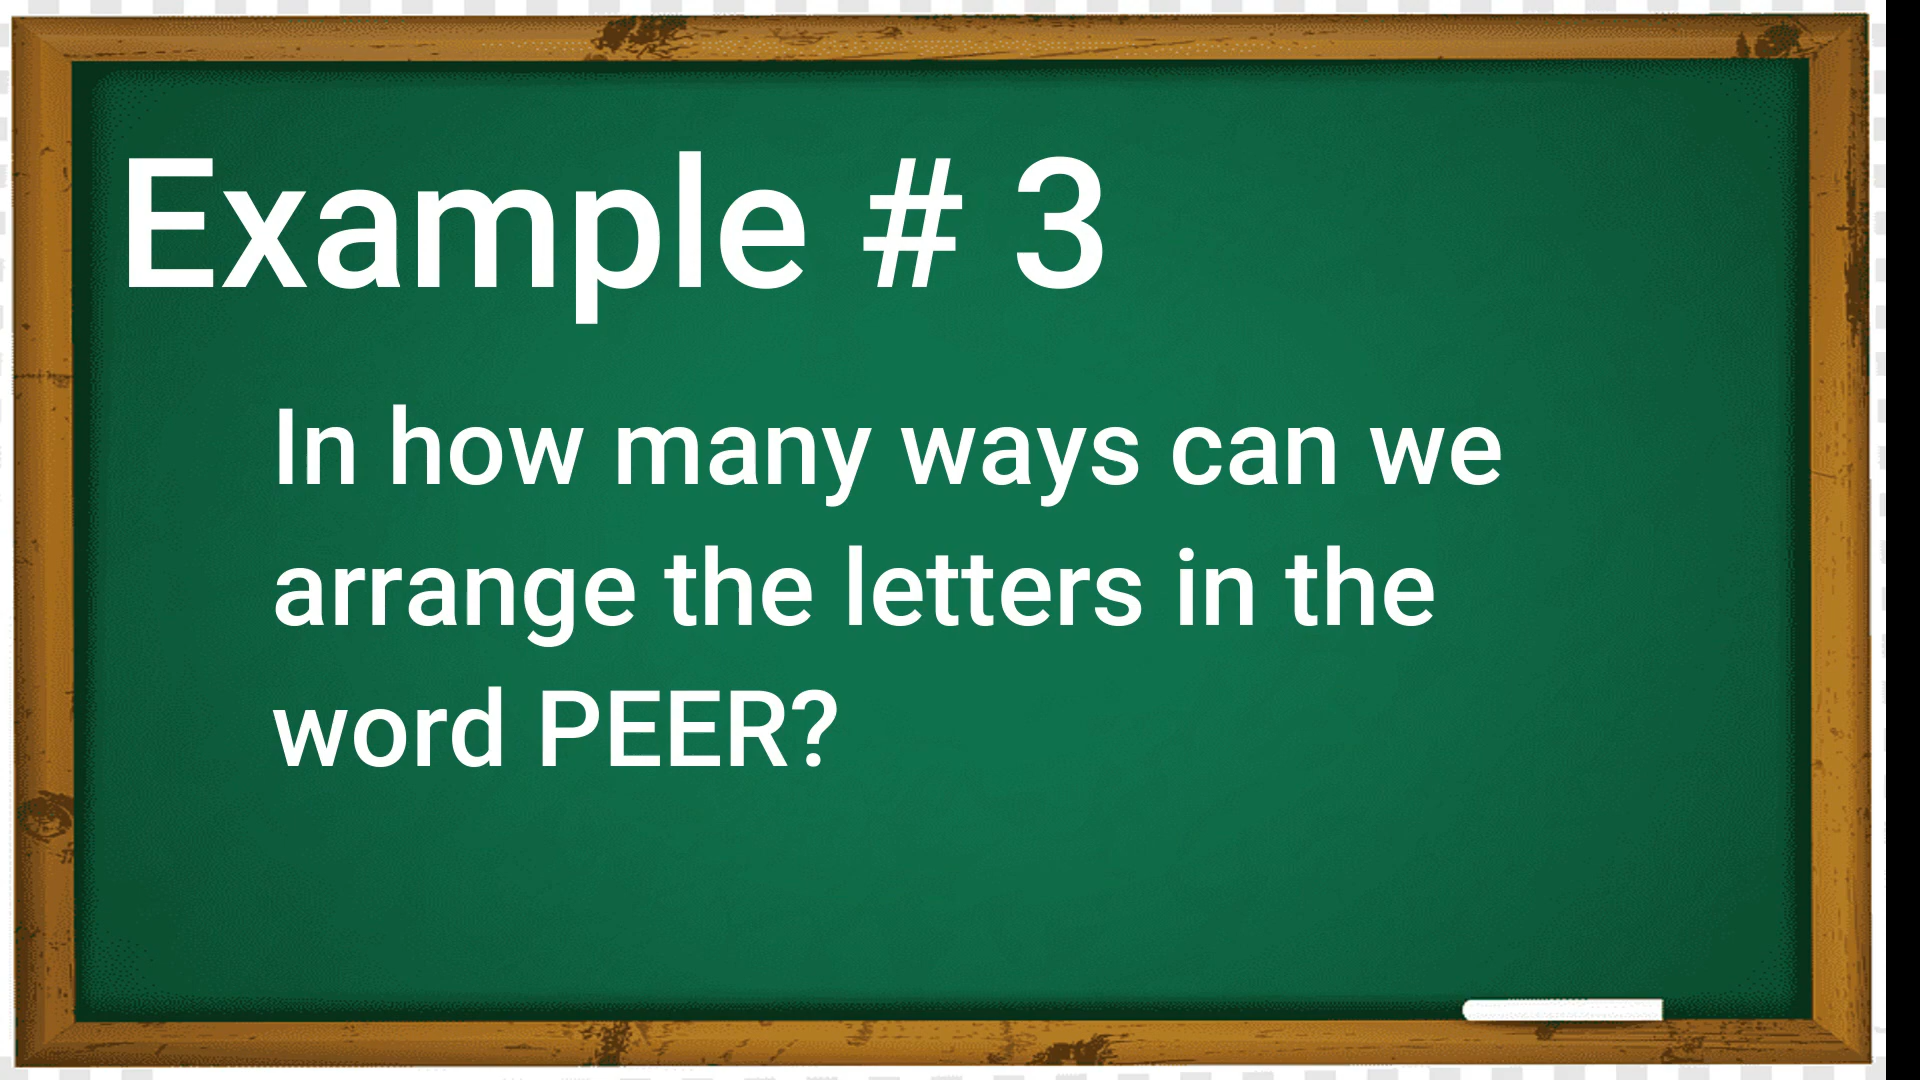 Example # 3
In how many ways can we
arrange the letters in the
word PEER?